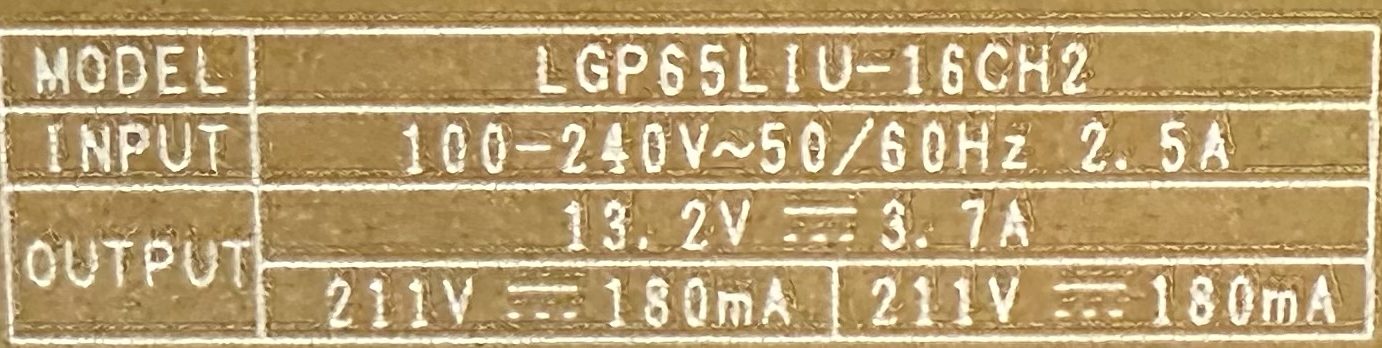 MODEL LGP65LIU-16CH2
INPUT 100-240V~50/60Hz 2.5A
OUTPUT 13.2V ⎓ 3.7A
211V ⎓ 180mA 211V ⎓ 180mA